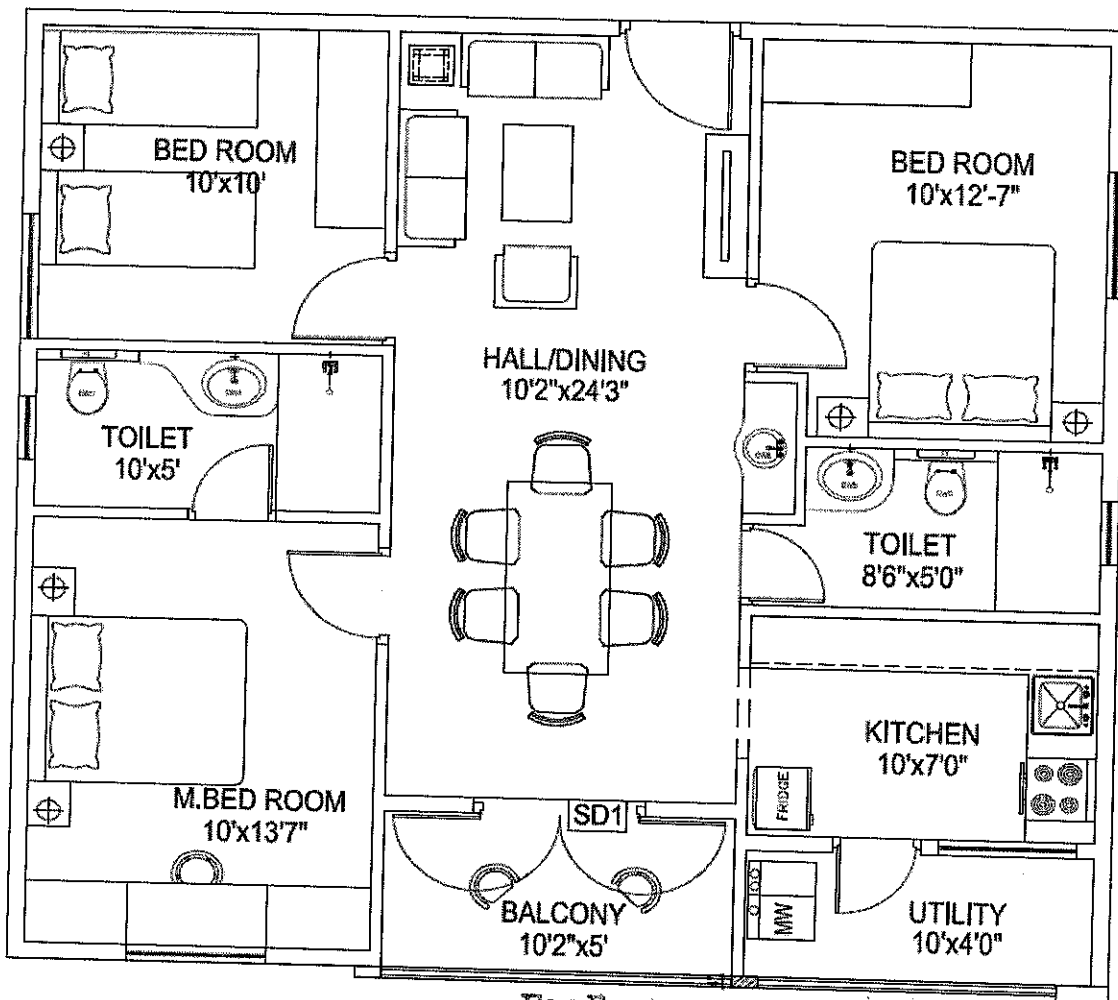 BED ROOM
10'x10'
BED ROOM
10'x12'-7"
HALL/DINING
10'2"x24'3"
TOILET
10'x5'
TOILET
8'6"x5'0"
KITCHEN
10'x7'0"
FRIDGE
M.BED ROOM
10'x13'7"
SD1
BALCONY
10'2"x5'
MW
UTILITY
10'x4'0"